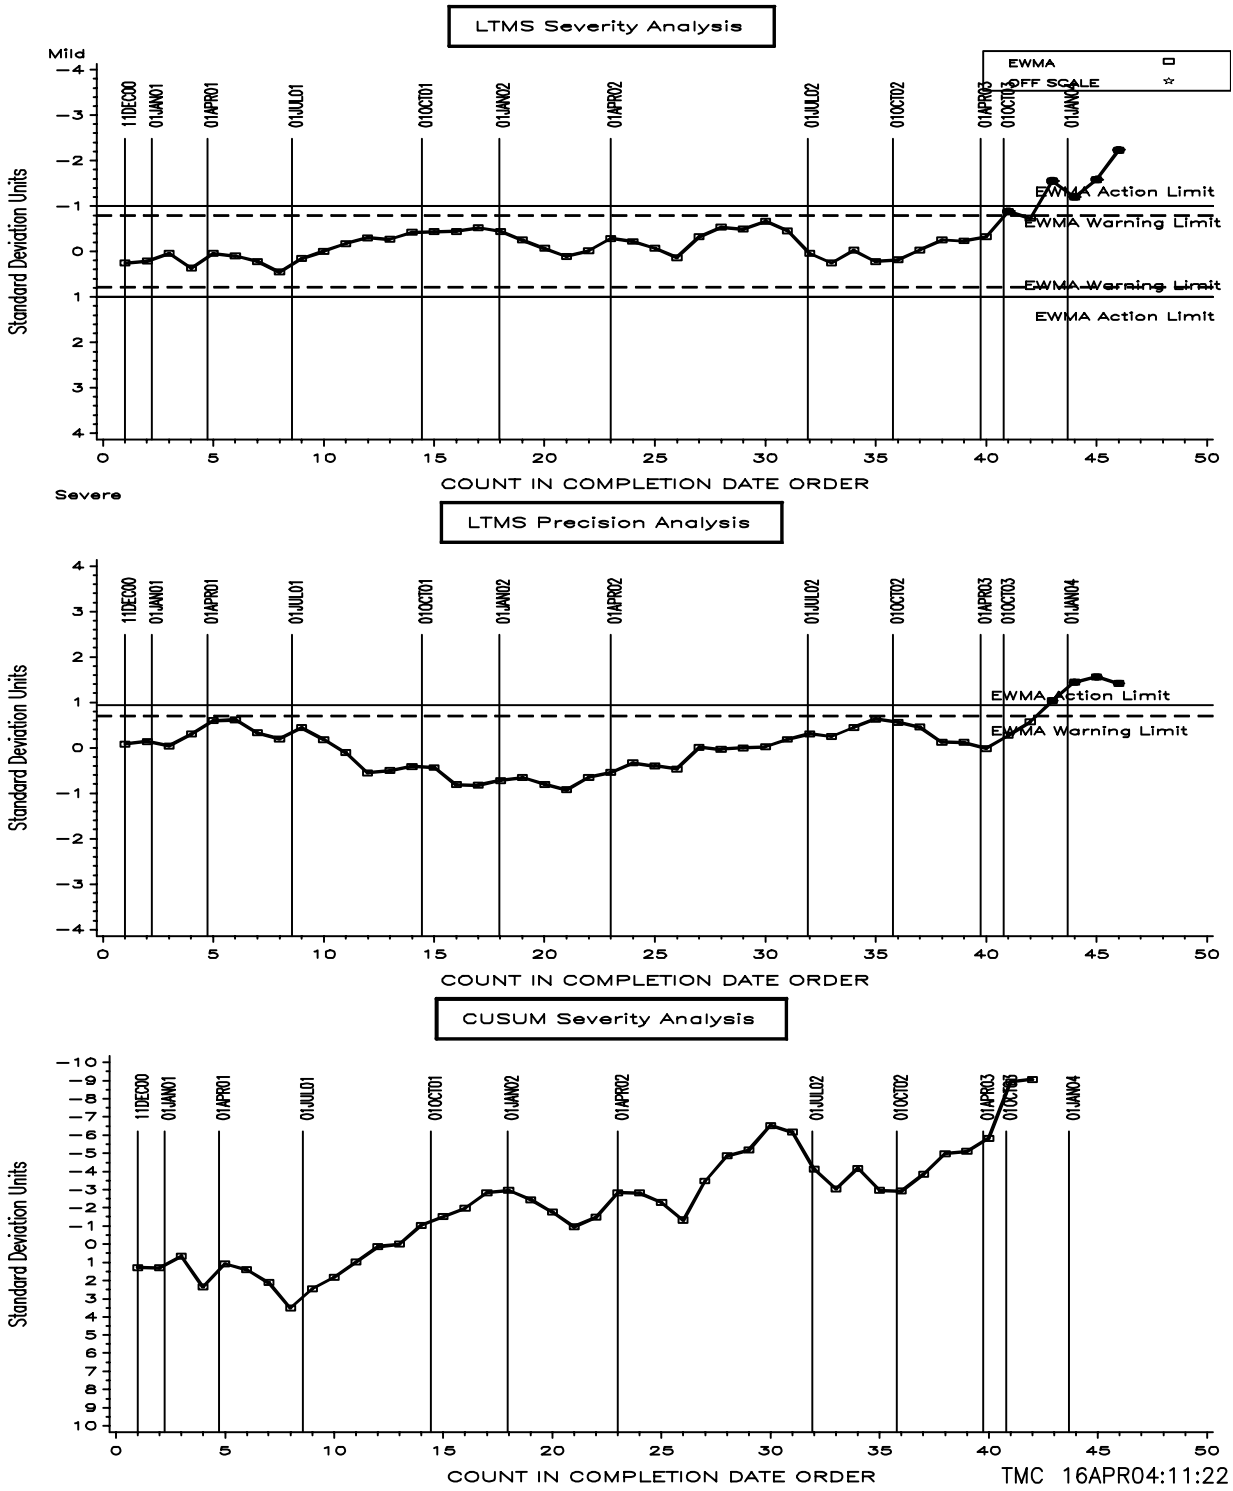 LTMS Severity Analysis
Mild
EWMA
OFF SCALE
11DEC00 01JAN01 01APR01 01JUL01 01OCT01 01JAN02 01APR02 01JUL02 01OCT02 01APR03 01OCT03 01JAN04
-4
-3
-2
-1
0
1
2
3
4
Standard Deviation Units
EWMA Action Limit
EWMA Warning Limit
EWMA Warning Limit
EWMA Action Limit
0 5 10 15 20 25 30 35 40 45 50
COUNT IN COMPLETION DATE ORDER
Severe
LTMS Precision Analysis
11DEC00 01JAN01 01APR01 01JUL01 01OCT01 01JAN02 01APR02 01JUL02 01OCT02 01APR03 01OCT03 01JAN04
4
3
2
1
0
-1
-2
-3
-4
Standard Deviation Units
EWMA Action Limit
EWMA Warning Limit
0 5 10 15 20 25 30 35 40 45 50
COUNT IN COMPLETION DATE ORDER
CUSUM Severity Analysis
11DEC00 01JAN01 01APR01 01JUL01 01OCT01 01JAN02 01APR02 01JUL02 01OCT02 01APR03 01OCT03 01JAN04
-10
-9
-8
-7
-6
-5
-4
-3
-2
-1
0
1
2
3
4
5
6
7
8
9
10
Standard Deviation Units
0 5 10 15 20 25 30 35 40 45 50
COUNT IN COMPLETION DATE ORDER
TMC 16APR04:11:22